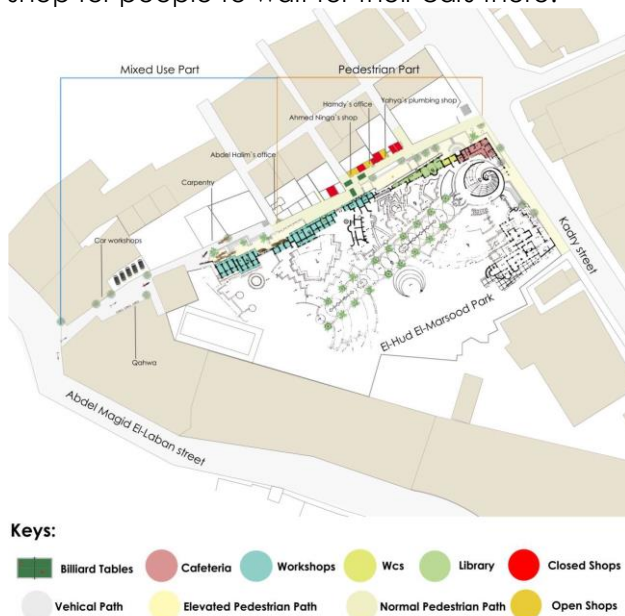 shop for people to wait for their cars there.
Mixed Use Part
Pedestrian Part
Hamdy's office
Yahya's plumbing shop
Ahmed Ninga's shop
Abdel Halim's office
Carpentry
Car workshops
Qahwa
Kadry street
El-Hud El-Marsood Park
Abdel Magid El-Laban street
Keys:
Billiard Tables
Cafeteria
Workshops
Wcs
Library
Closed Shops
Vehical Path
Elevated Pedestrian Path
Normal Pedestrian Path
Open Shops